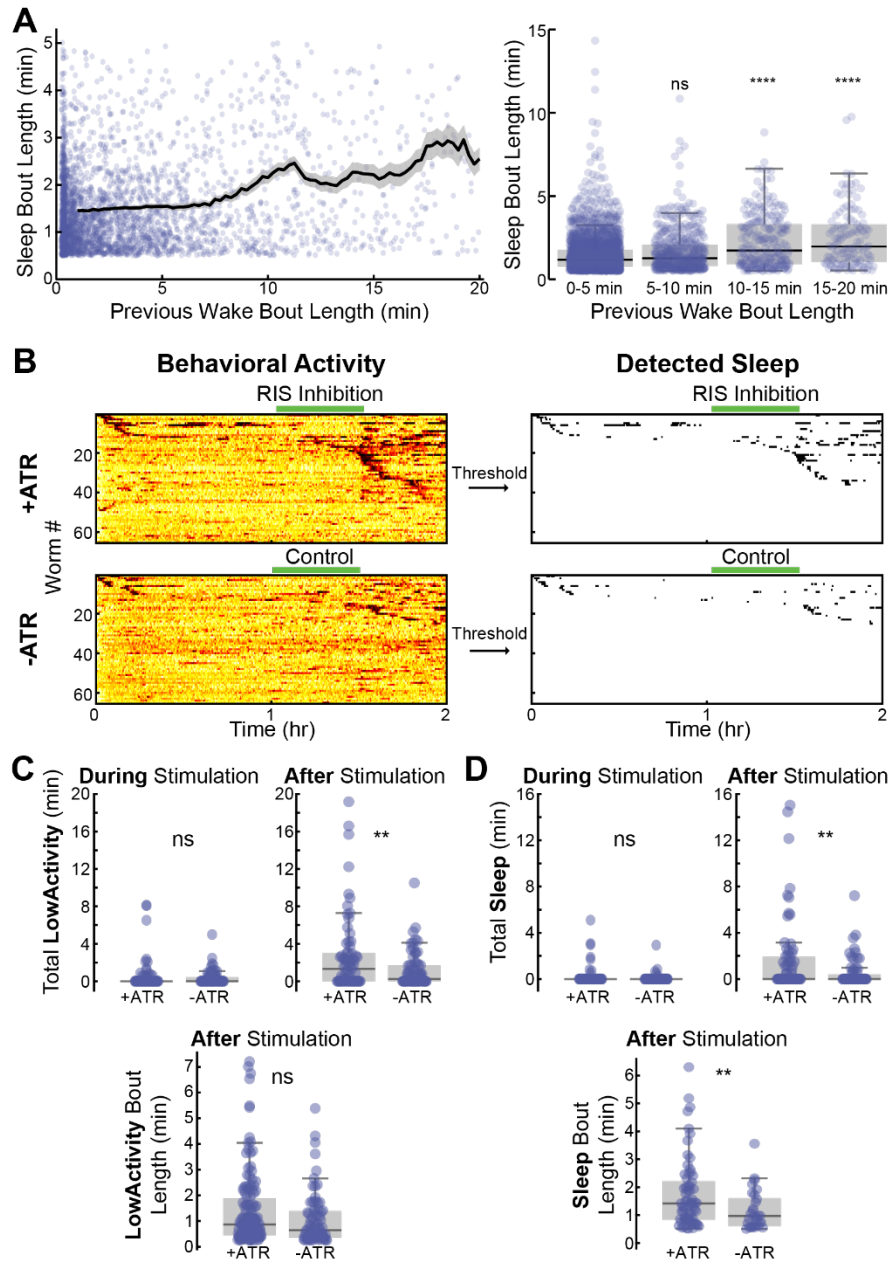 A
Sleep Bout Length (min)
5
4
3
2
1
0
5
10
15
20
Previous Wake Bout Length (min)
Sleep Bout Length (min)
15
10
5
0
ns
****
****
0-5 min
5-10 min
10-15 min
15-20 min
Previous Wake Bout Length
B
Behavioral Activity
Detected Sleep
RIS Inhibition
RIS Inhibition
+ATR
20
40
60
Threshold
Worm #
Control
Control
-ATR
20
40
60
Threshold
0
1
2
0
1
2
Time (hr)
Time (hr)
C
During Stimulation
After Stimulation
Total LowActivity (min)
20
16
12
8
4
0
ns
+ATR
-ATR
20
16
12
8
4
0
**
+ATR
-ATR
After Stimulation
LowActivity Bout
Length (min)
7
6
5
4
3
2
1
0
ns
+ATR
-ATR
D
During Stimulation
After Stimulation
Total Sleep (min)
16
12
8
4
0
ns
+ATR
-ATR
16
12
8
4
0
**
+ATR
-ATR
After Stimulation
Sleep Bout
Length (min)
6
5
4
3
2
1
0
**
+ATR
-ATR